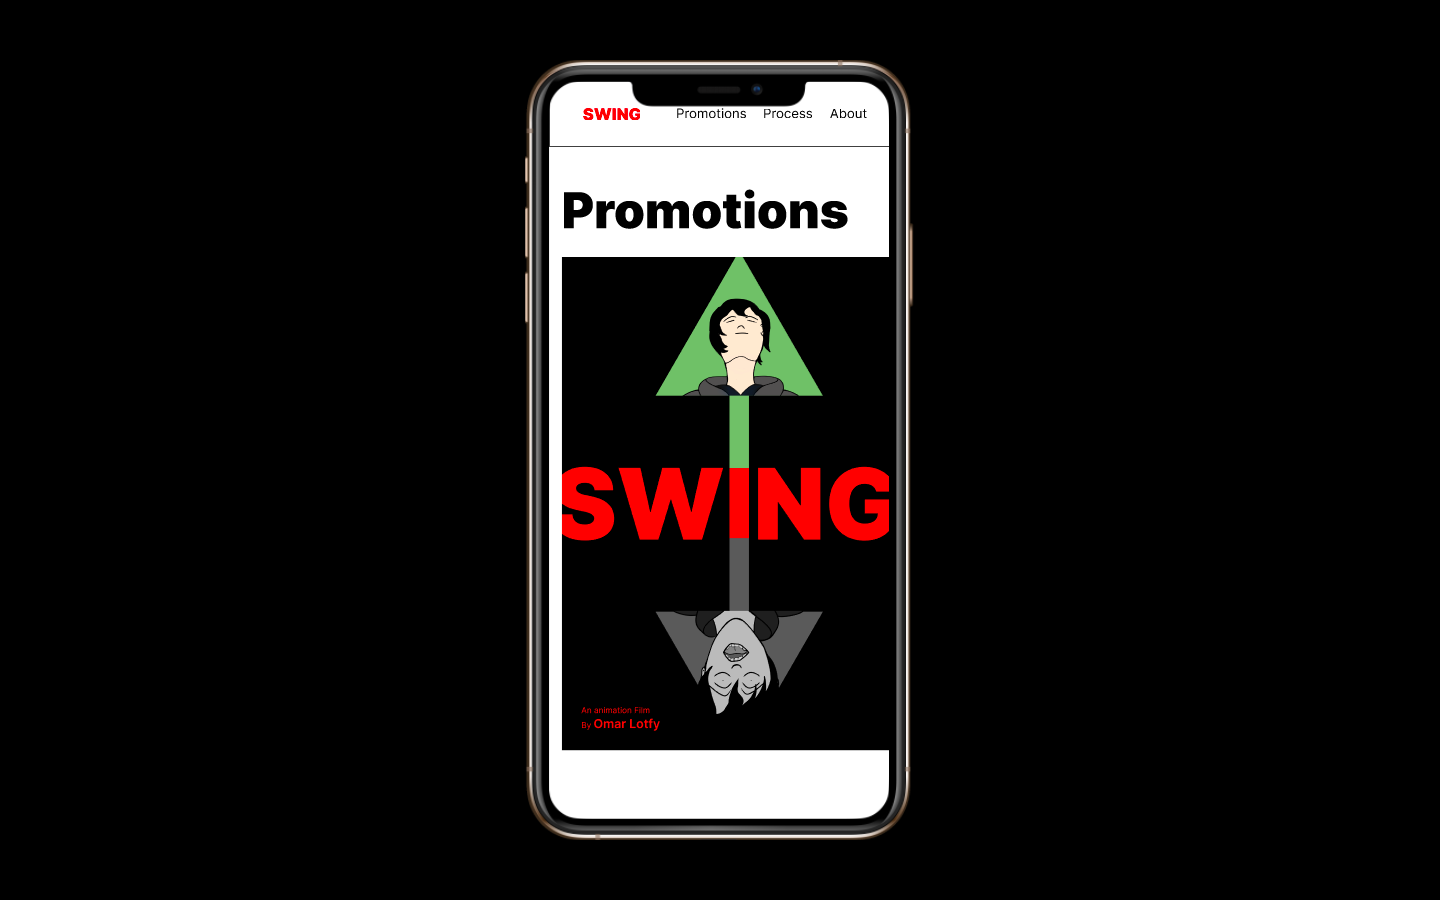 SWING Promotions Process About
Promotions
SWING
An animation Film
By Omar Lotfy